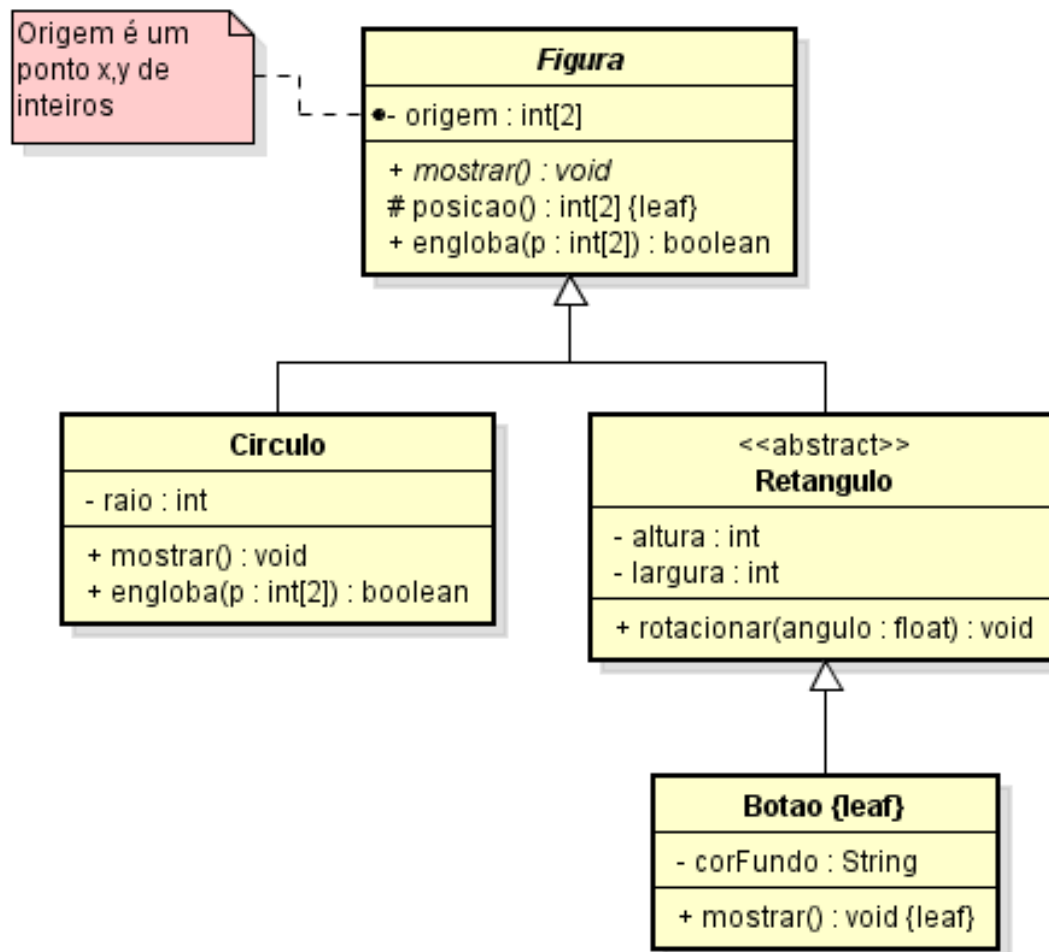 Origem é um
ponto x,y de
inteiros
Figura
- origem : int[2]
+ mostrar() : void
# posicao() : int[2] {leaf}
+ engloba(p : int[2]) : boolean
Circulo
- raio : int
+ mostrar() : void
+ engloba(p : int[2]) : boolean
<<abstract>>
Retangulo
- altura : int
- largura : int
+ rotacionar(angulo : float) : void
Botao {leaf}
- corFundo : String
+ mostrar() : void {leaf}